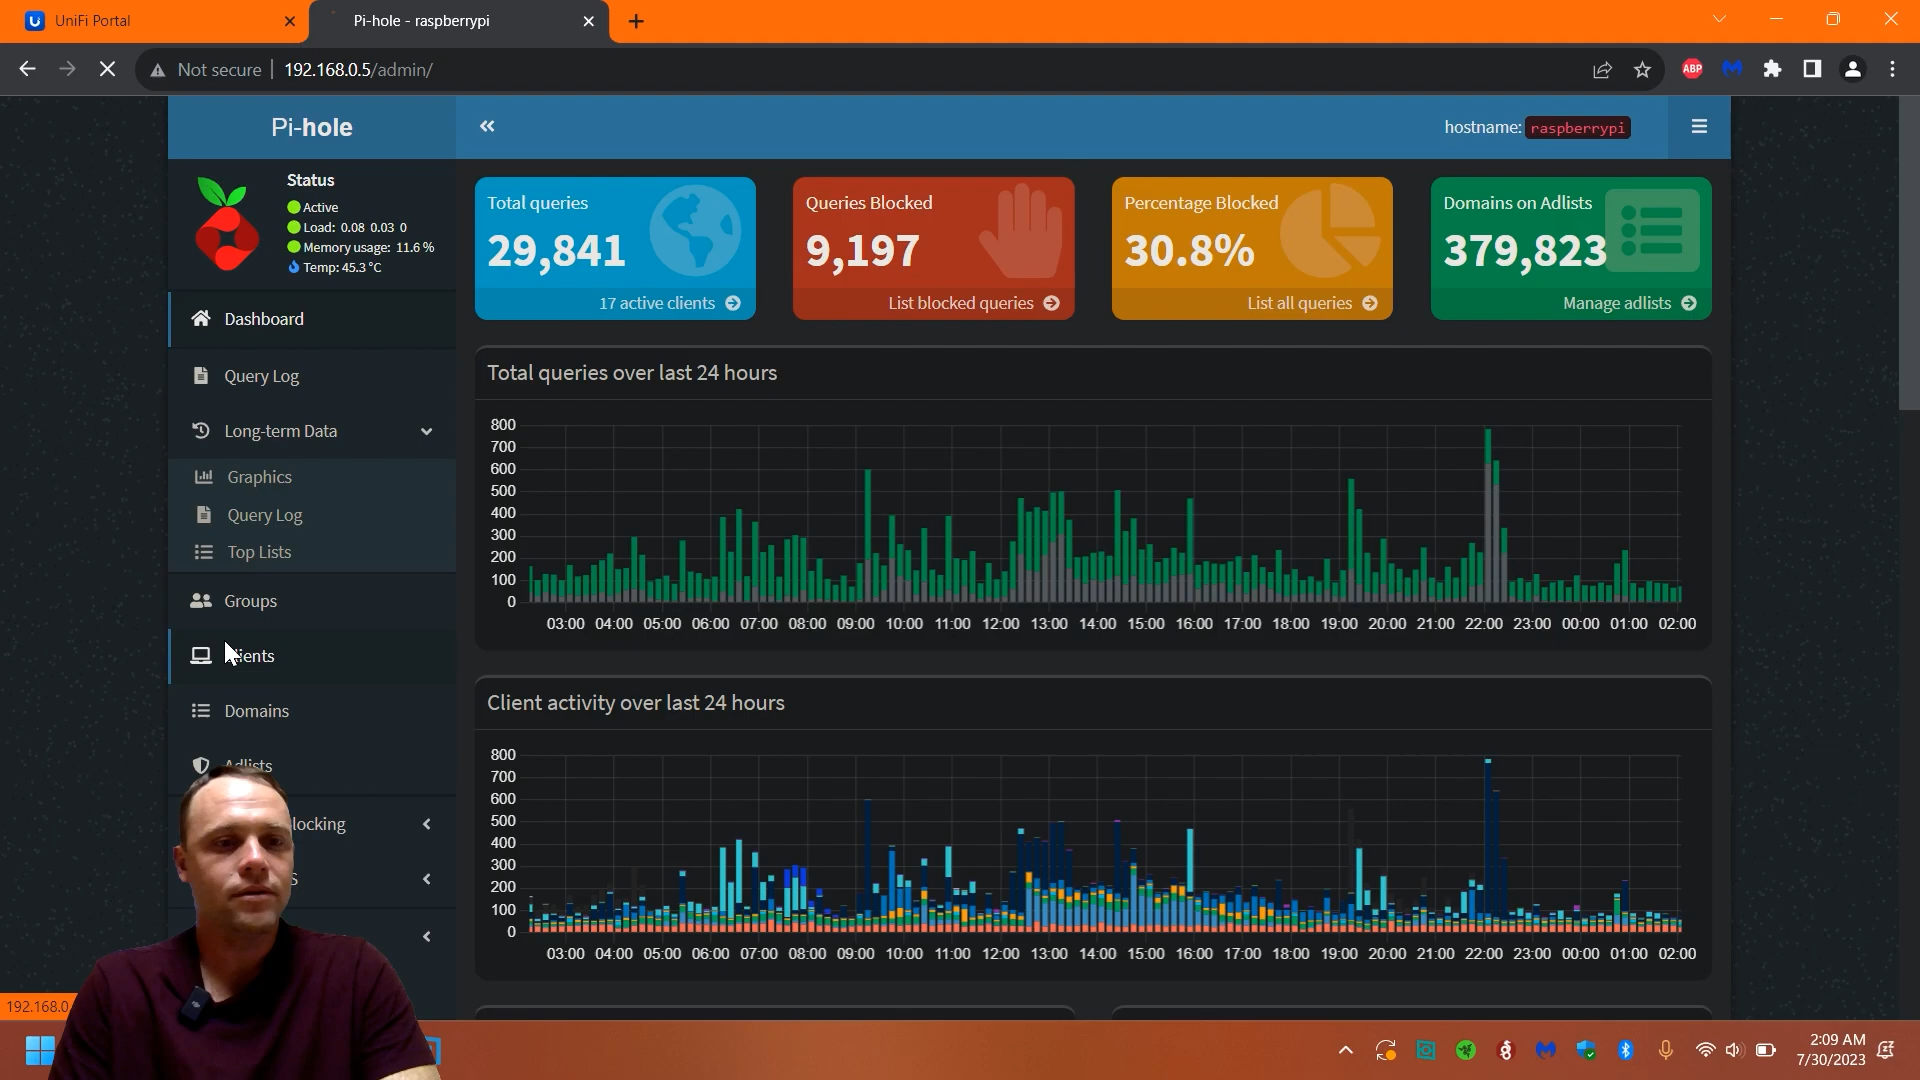 UniFi Portal
Pi-hole - raspberrypi
Not secure
192.168.0.5/admin/
ABP
Pi-hole
hostname: raspberrypi
Status
Active
Load: 0.08 0.03 0
Memory usage: 11.6 %
Temp: 45.3 °C
Total queries
29,841
17 active clients
Queries Blocked
9,197
List blocked queries
Percentage Blocked
30.8%
List all queries
Domains on Adlists
379,823
Manage adlists
Dashboard
Query Log
Long-term Data
Graphics
Query Log
Top Lists
Groups
Domains
Adlists
Total queries over last 24 hours
800
700
600
500
400
300
200
100
0
03:00 04:00 05:00 06:00 07:00 08:00 09:00 10:00 11:00 12:00 13:00 14:00 15:00 16:00 17:00 18:00 19:00 20:00 21:00 22:00 23:00 00:00 01:00 02:00
Client activity over last 24 hours
800
700
600
500
400
300
200
100
0
03:00 04:00 05:00 06:00 07:00 08:00 09:00 10:00 11:00 12:00 13:00 14:00 15:00 16:00 17:00 18:00 19:00 20:00 21:00 22:00 23:00 00:00 01:00 02:00
192.168.0
2:09 AM
7/30/2023